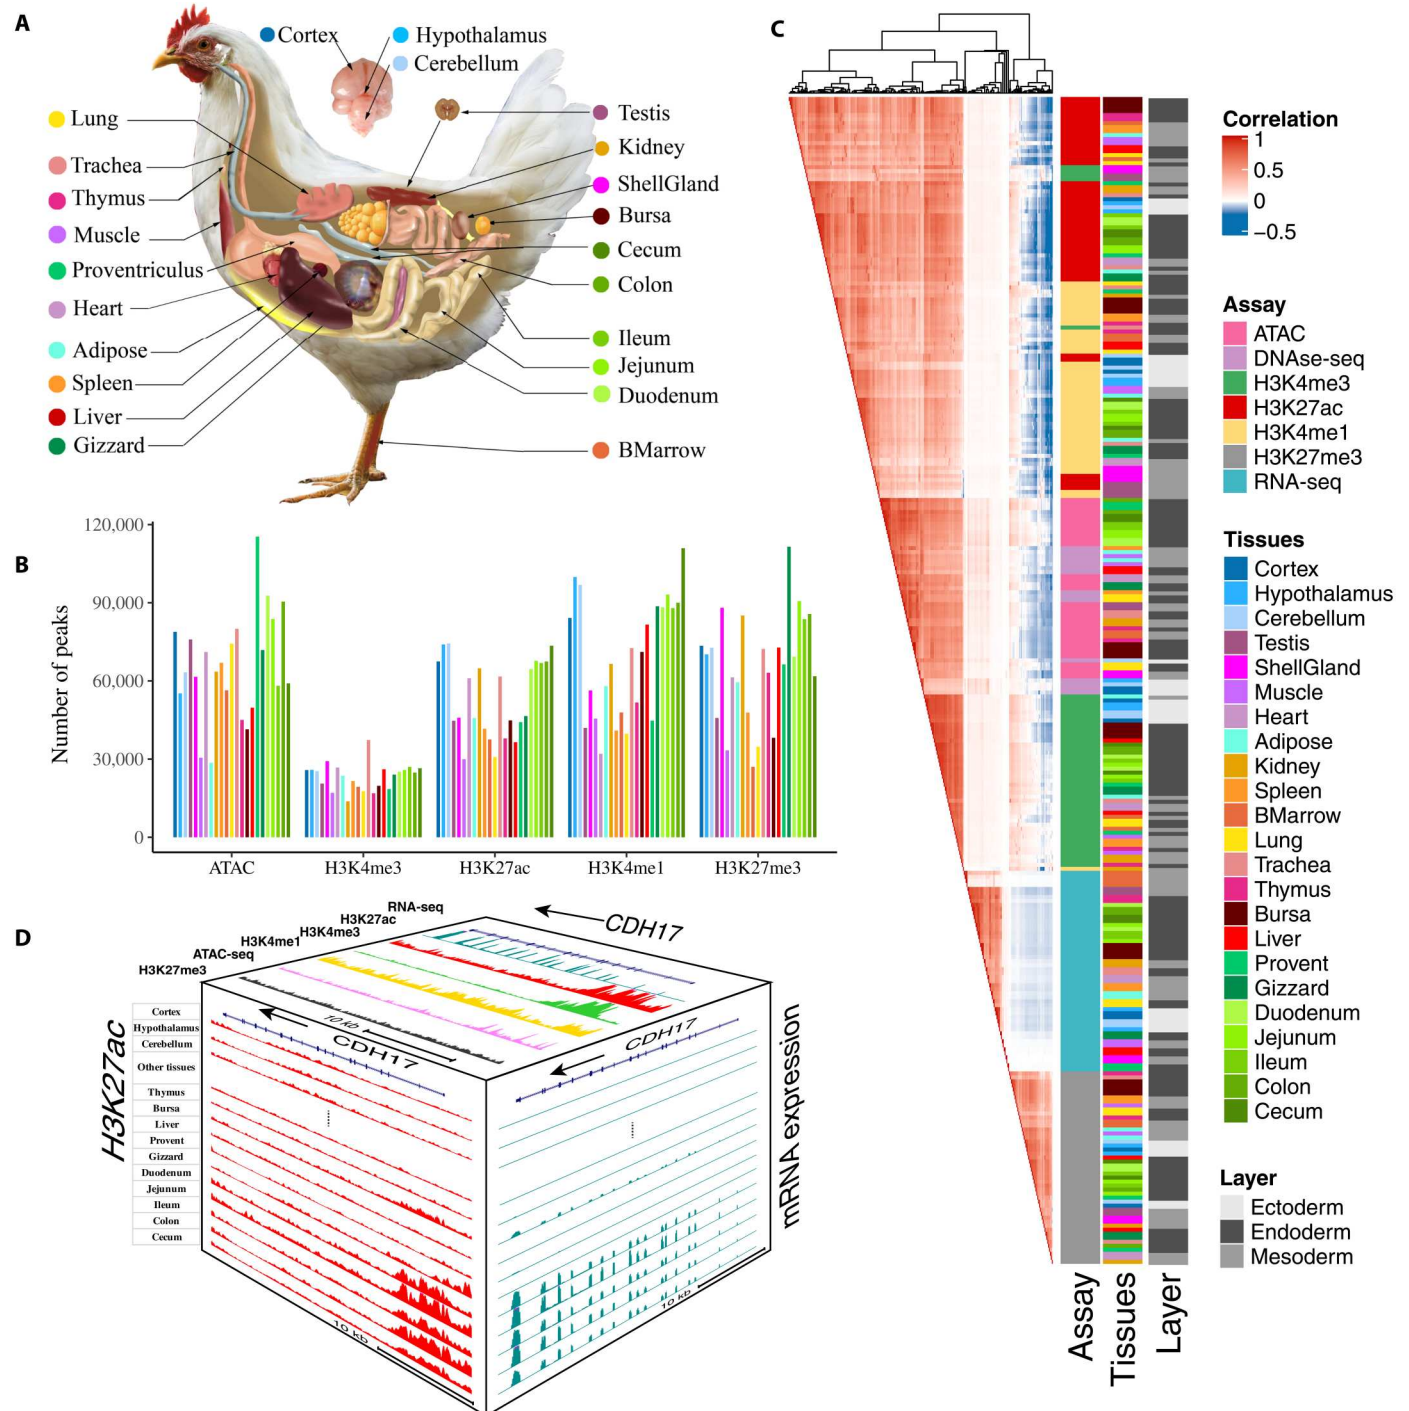 A
Cortex
Hypothalamus
Cerebellum
Lung
Trachea
Thymus
Muscle
Proventriculus
Heart
Adipose
Spleen
Liver
Gizzard
Testis
Kidney
ShellGland
Bursa
Cecum
Colon
Ileum
Jejunum
Duodenum
BMarrow
B
Number of peaks
120,000
90,000
60,000
30,000
0
ATAC
H3K4me3
H3K27ac
H3K4me1
H3K27me3
C
Correlation
1
0.5
0
−0.5
Assay
ATAC
DNAse-seq
H3K4me3
H3K27ac
H3K4me1
H3K27me3
RNA-seq
Tissues
Cortex
Hypothalamus
Cerebellum
Testis
ShellGland
Muscle
Heart
Adipose
Kidney
Spleen
BMarrow
Lung
Trachea
Thymus
Bursa
Liver
Provent
Gizzard
Duodenum
Jejunum
Ileum
Colon
Cecum
Layer
Ectoderm
Endoderm
Mesoderm
Assay
Tissues
Layer
D
RNA-seq
H3K27ac
H3K4me3
H3K4me1
ATAC-seq
H3K27me3
CDH17
10 kb
H3K27ac
Cortex
Hypothalamus
Cerebellum
Other tissues
Thymus
Bursa
Liver
Provent
Gizzard
Duodenum
Jejunum
Ileum
Colon
Cecum
CDH17
10 kb
CDH17
10 kb
mRNA expression